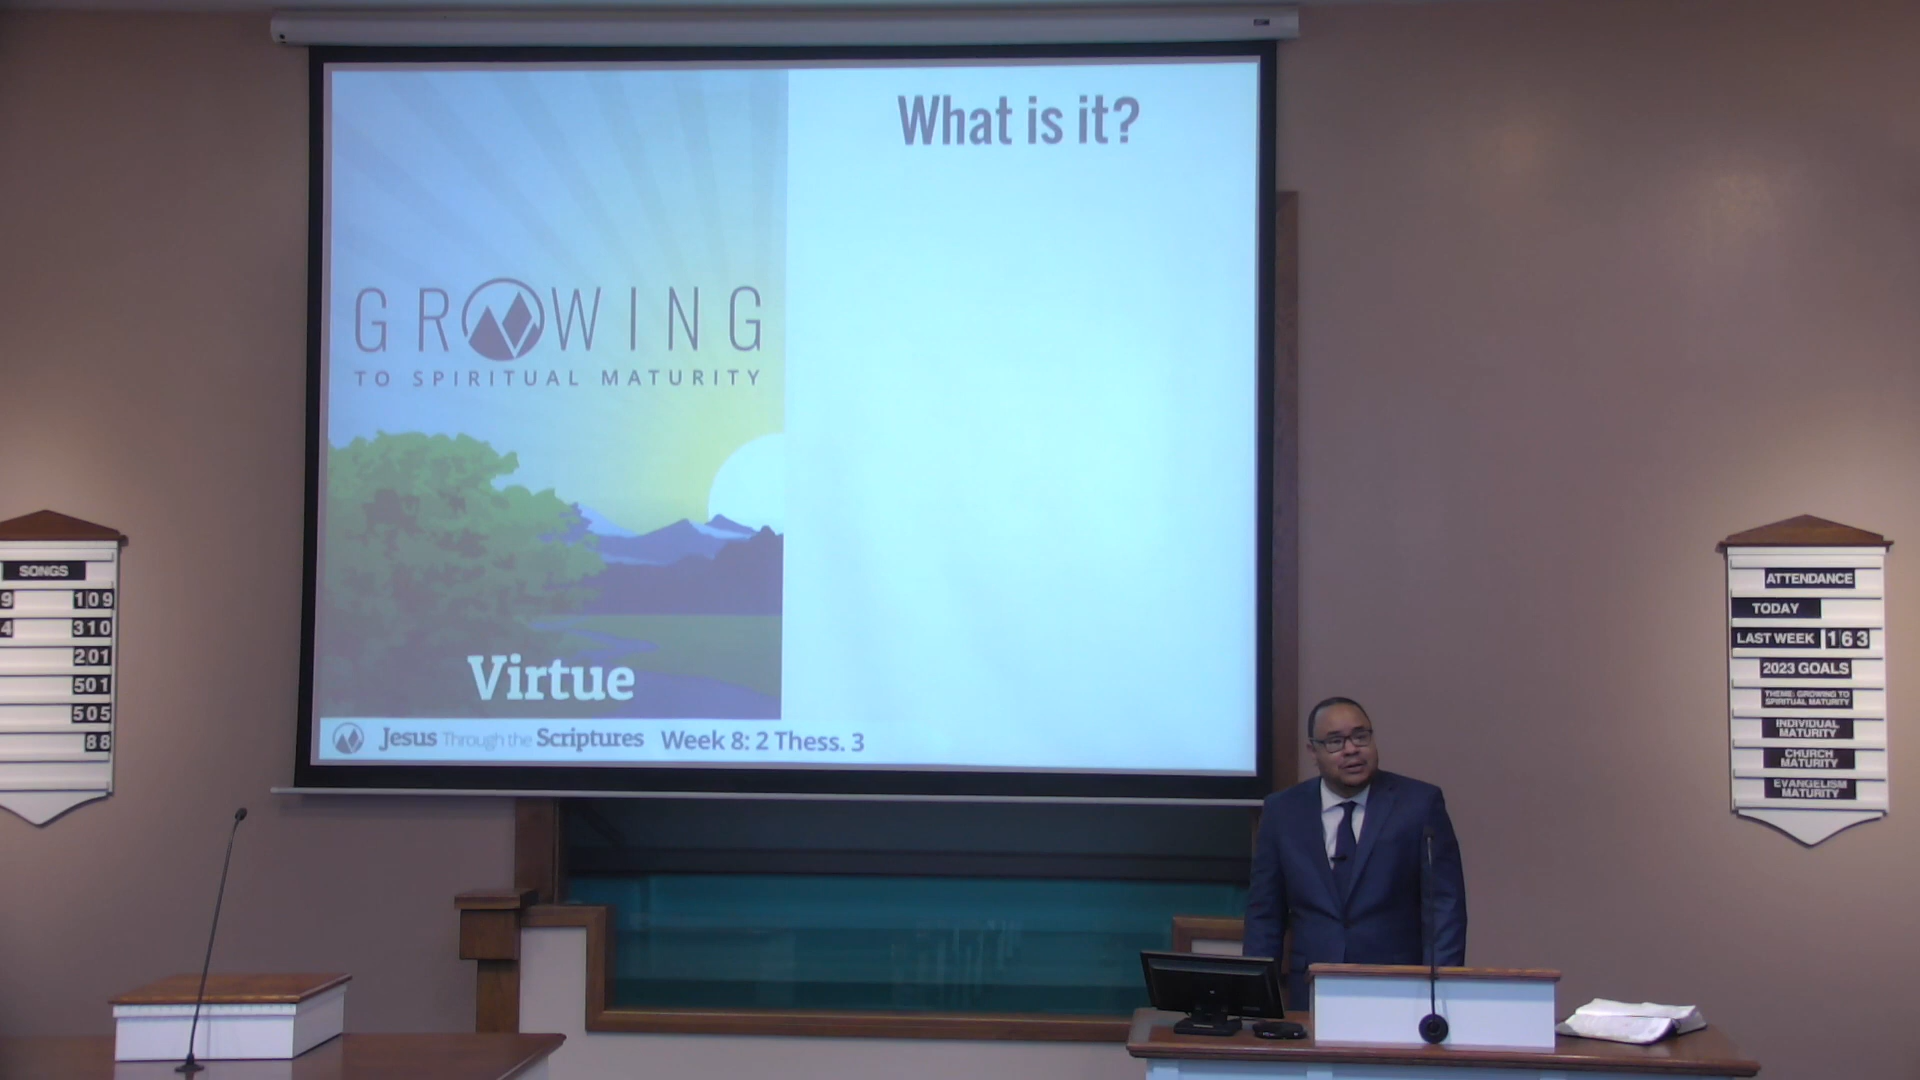 What is it?
GROWING
TO SPIRITUAL MATURITY
Virtue
Jesus Through the Scriptures Week 8: 2 Thess. 3
SONGS
9 109
4 310
201
501
505
88
ATTENDANCE
TODAY
LAST WEEK 163
2023 GOALS
THEME: GROWING TO
SPIRITUAL MATURITY
INDIVIDUAL
MATURITY
CHURCH
MATURITY
EVANGELISM
MATURITY